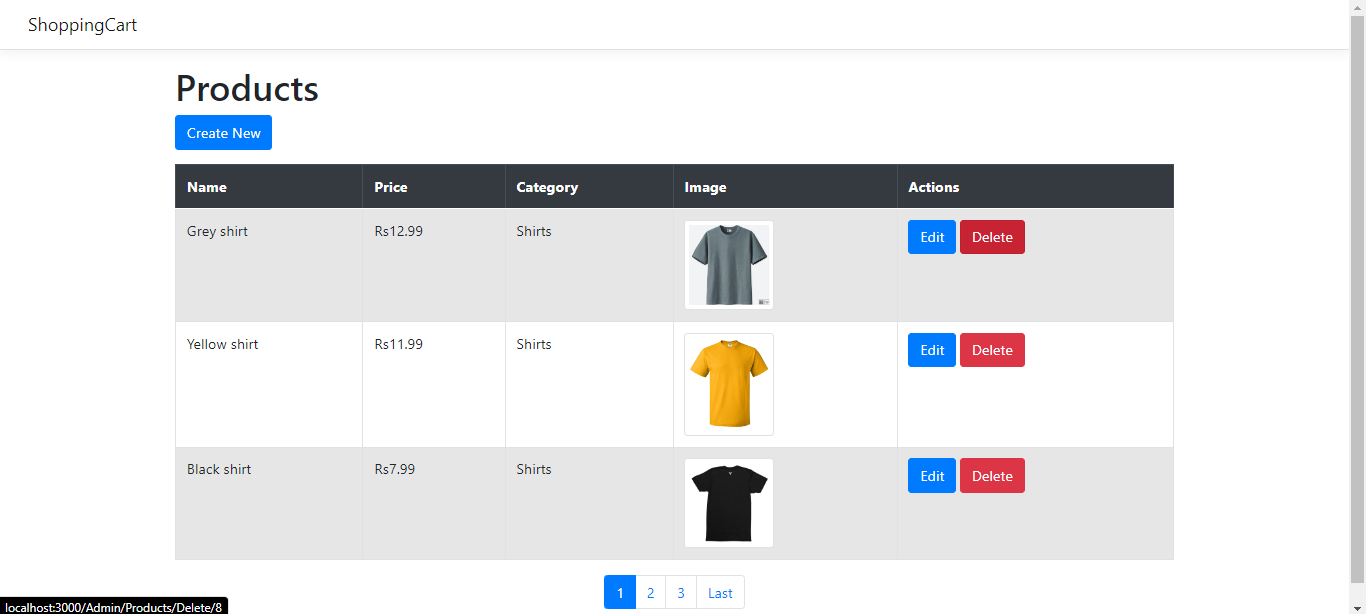 ShoppingCart
Products
Create New
Name Price Category Image Actions
Grey shirt Rs12.99 Shirts Edit Delete
Yellow shirt Rs11.99 Shirts Edit Delete
Black shirt Rs7.99 Shirts Edit Delete
1 2 3 Last
localhost:3000/Admin/Products/Delete/8